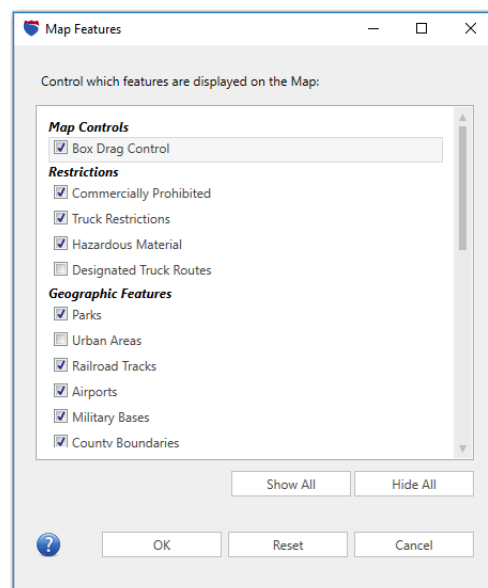 Map Features
Control which features are displayed on the Map:
Map Controls
Box Drag Control
Restrictions
Commercially Prohibited
Truck Restrictions
Hazardous Material
Designated Truck Routes
Geographic Features
Parks
Urban Areas
Railroad Tracks
Airports
Military Bases
County Boundaries
Show All Hide All
? OK Reset Cancel